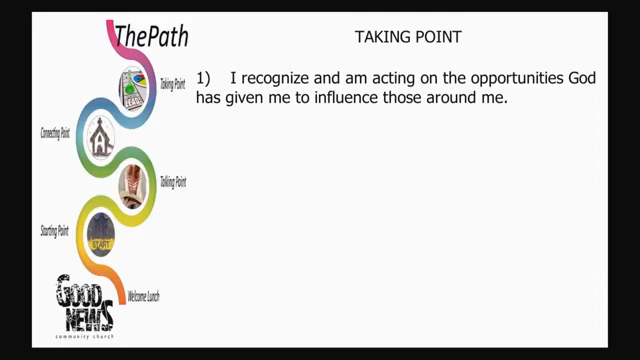 ThePath
TAKING POINT
Taking Point
1) I recognize and am acting on the opportunities God
has given me to influence those around me.
LEAD
Connecting Point
Talking Point
Starting Point
START
Welcome Lunch
GOOD
NEWS
community church